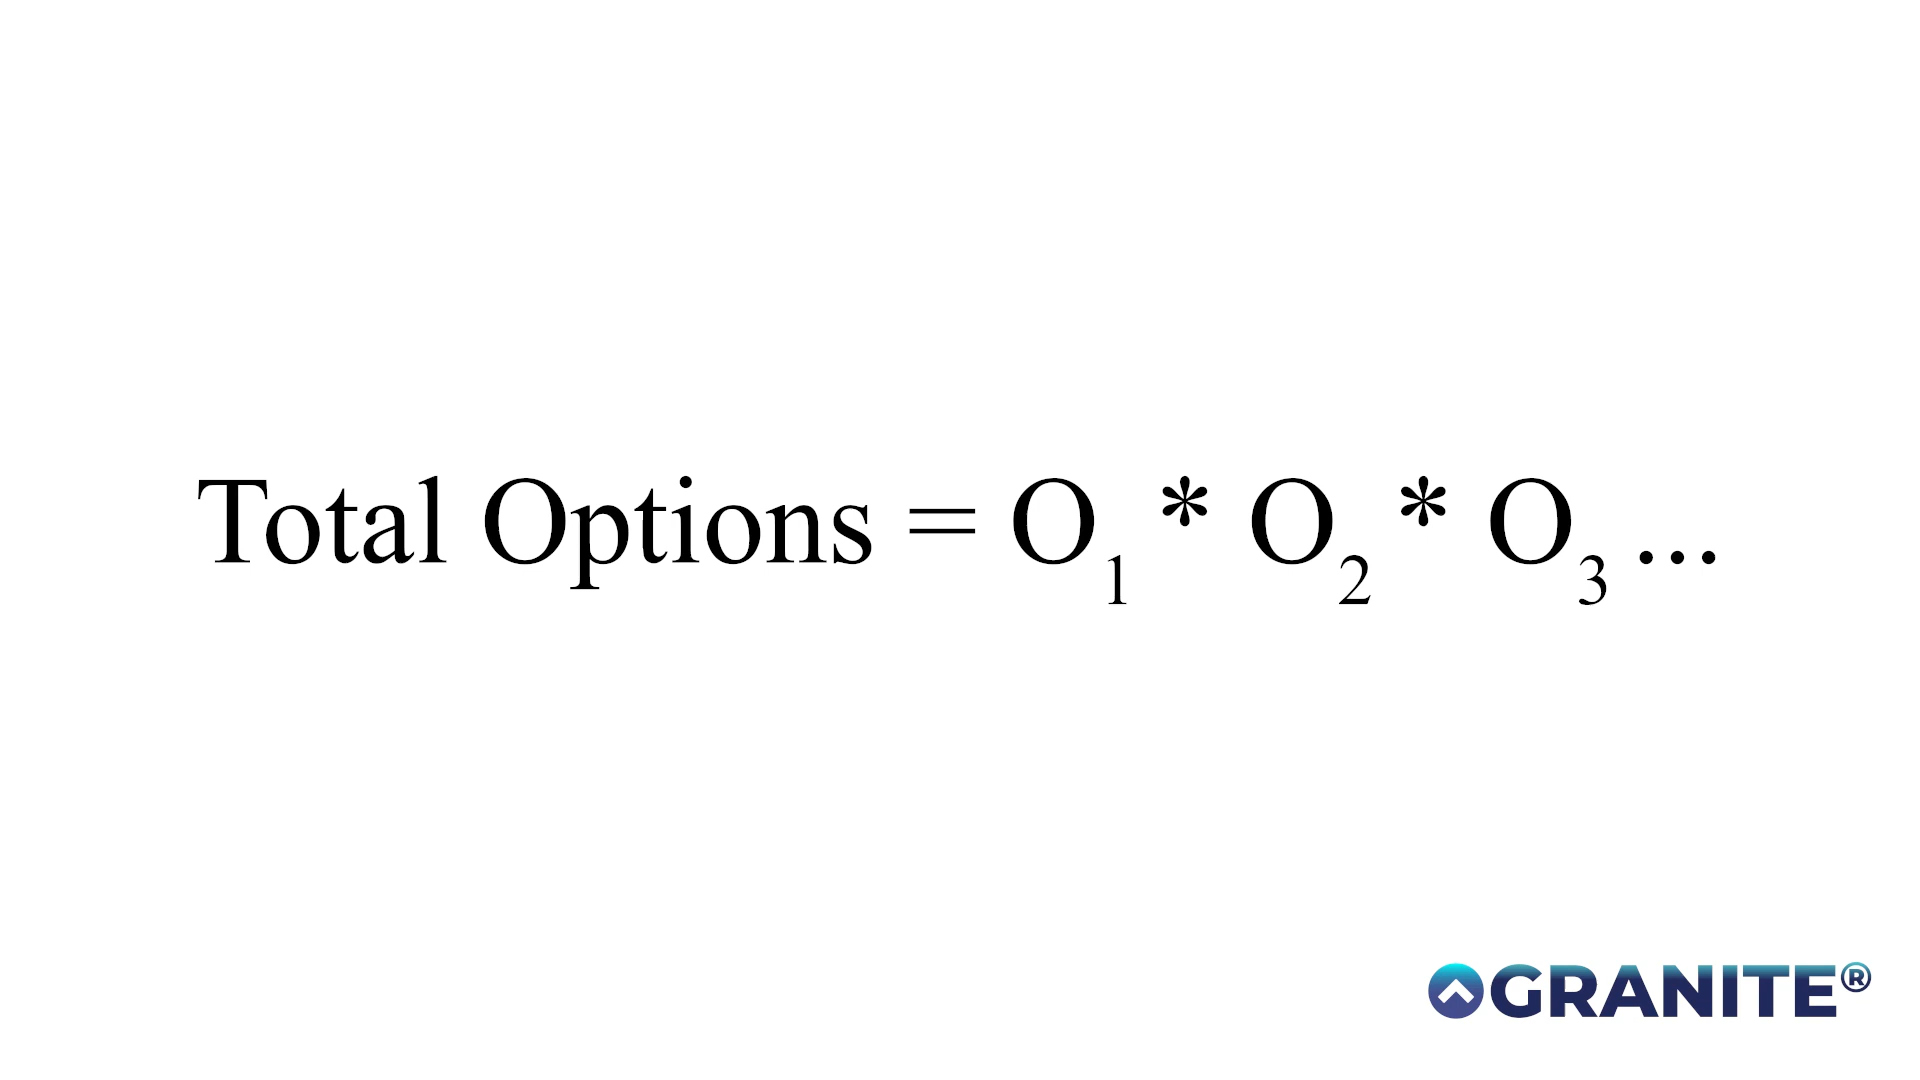 Total Options = O₁ * O₂ * O₃ ...
GRANITE®